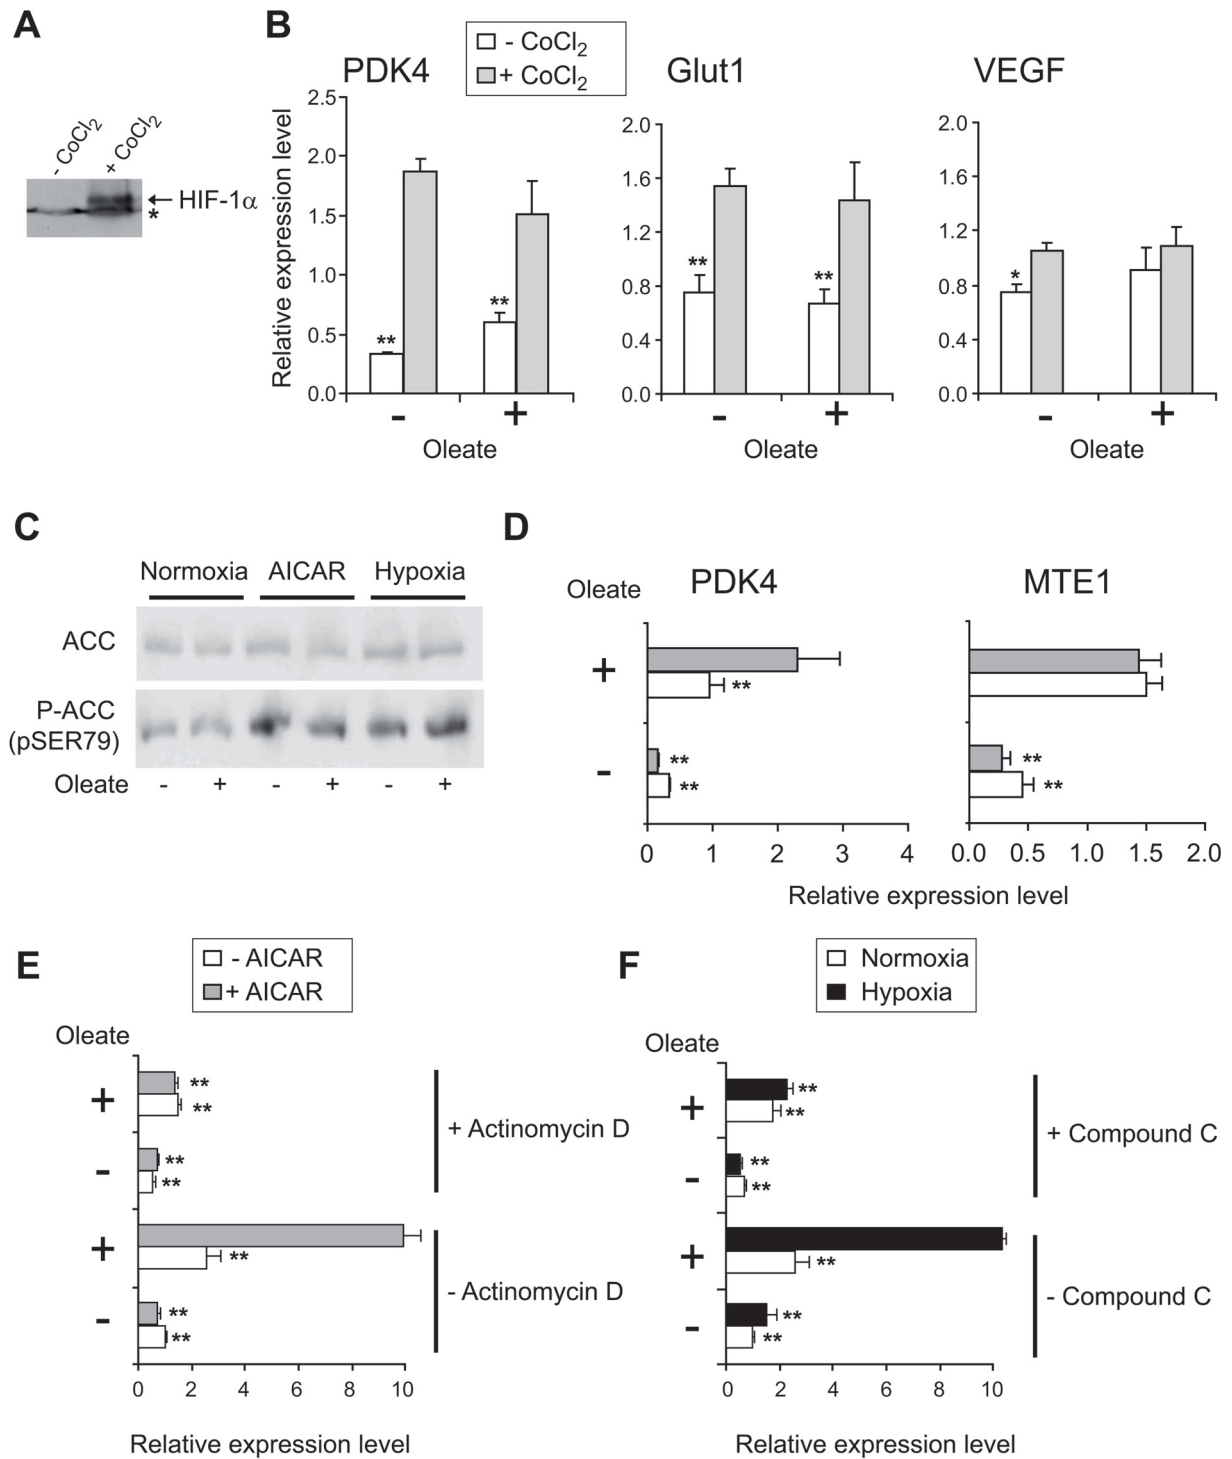 A
- CoCl2
+ CoCl2
HIF-1α
*
B
- CoCl2
+ CoCl2
PDK4
Glut1
VEGF
Relative expression level
2.5
2.0
1.5
1.0
0.5
0.0
**
**
- +
Oleate
2.0
1.6
1.2
0.8
0.4
0.0
**
**
- +
Oleate
2.0
1.6
1.2
0.8
0.4
0.0
*
- +
Oleate
C
Normoxia AICAR Hypoxia
ACC
P-ACC
(pSER79)
Oleate - + - + - +
D
Oleate
PDK4
MTE1
+
**
-
**
**
**
**
0 1 2 3 4
0.0 0.5 1.0 1.5 2.0
Relative expression level
E
- AICAR
+ AICAR
Oleate
+
**
**
-
**
**
+ Actinomycin D
+
**
-
**
**
- Actinomycin D
0 2 4 6 8 10
Relative expression level
F
Normoxia
Hypoxia
Oleate
+
**
**
-
**
**
+ Compound C
+
**
-
**
**
- Compound C
0 2 4 6 8 10
Relative expression level